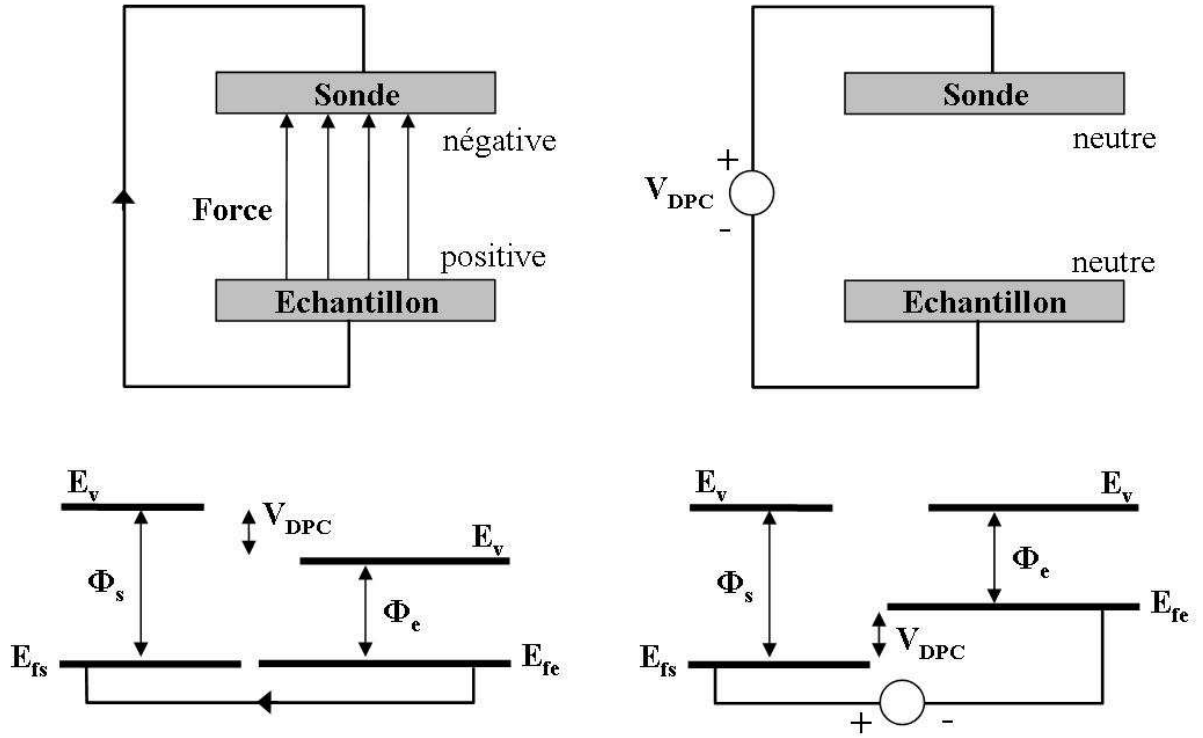 Sonde
négative
Force
positive
Echantillon
Sonde
neutre
+
V_DPC
-
neutre
Echantillon
E_v
V_DPC
E_v
Φ_s
Φ_e
E_fs
E_fe
E_v
E_v
Φ_s
Φ_e
E_fe
V_DPC
E_fs
+ -